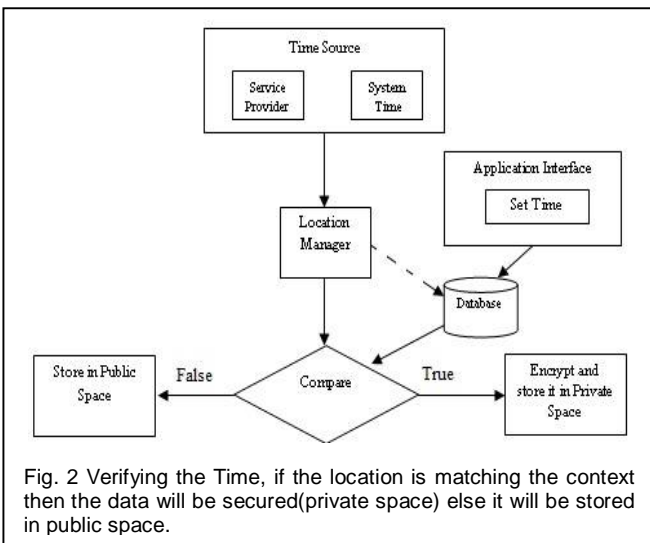 Time Source
Service
Provider
System
Time
Application Interface
Set Time
Location
Manager
Database
Store in Public
Space
False
Compare
True
Encrypt and
store it in Private
Space
Fig. 2 Verifying the Time, if the location is matching the context
then the data will be secured(private space) else it will be stored
in public space.